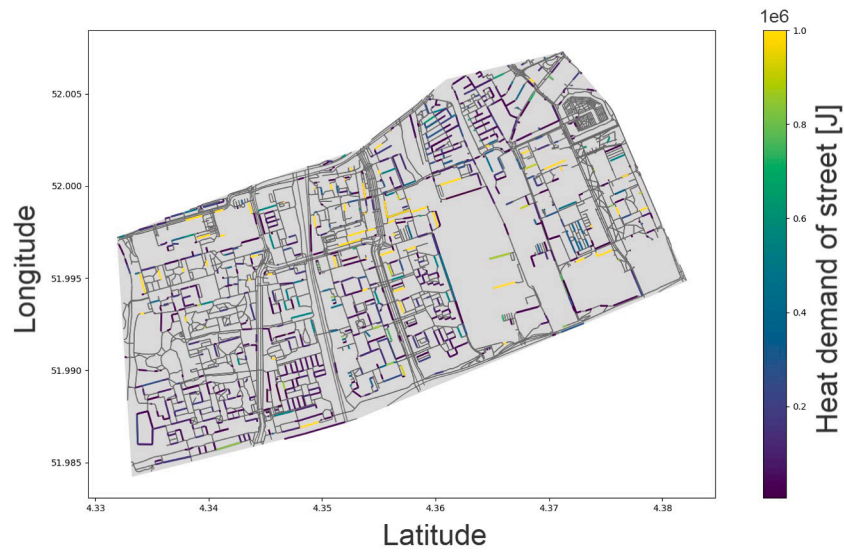 1e6
1.0
0.8
0.6
0.4
0.2
Heat demand of street [J]
52.005
52.000
51.995
51.990
51.985
Longitude
4.33 4.34 4.35 4.36 4.37 4.38
Latitude